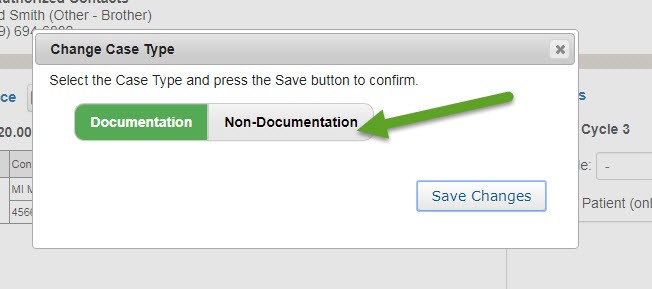 uthorized Contacts
d Smith (Other - Brother)
9) 694
Change Case Type
Select the Case Type and press the Save button to confirm.
ce
s
Documentation Non-Documentation
20.00
Cycle 3
Con
e: -
MI M
Save Changes
Patient (onl
456